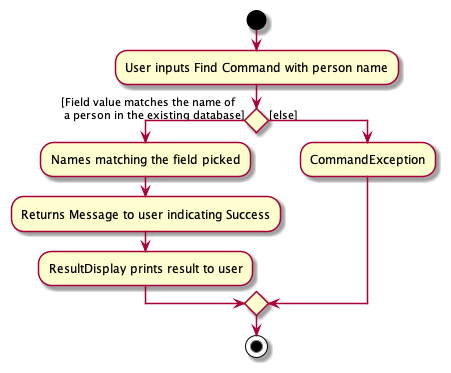 User inputs Find Command with person name
[Field value matches the name of
a person in the existing database]
[else]
Names matching the field picked
CommandException
Returns Message to user indicating Success
ResultDisplay prints result to user